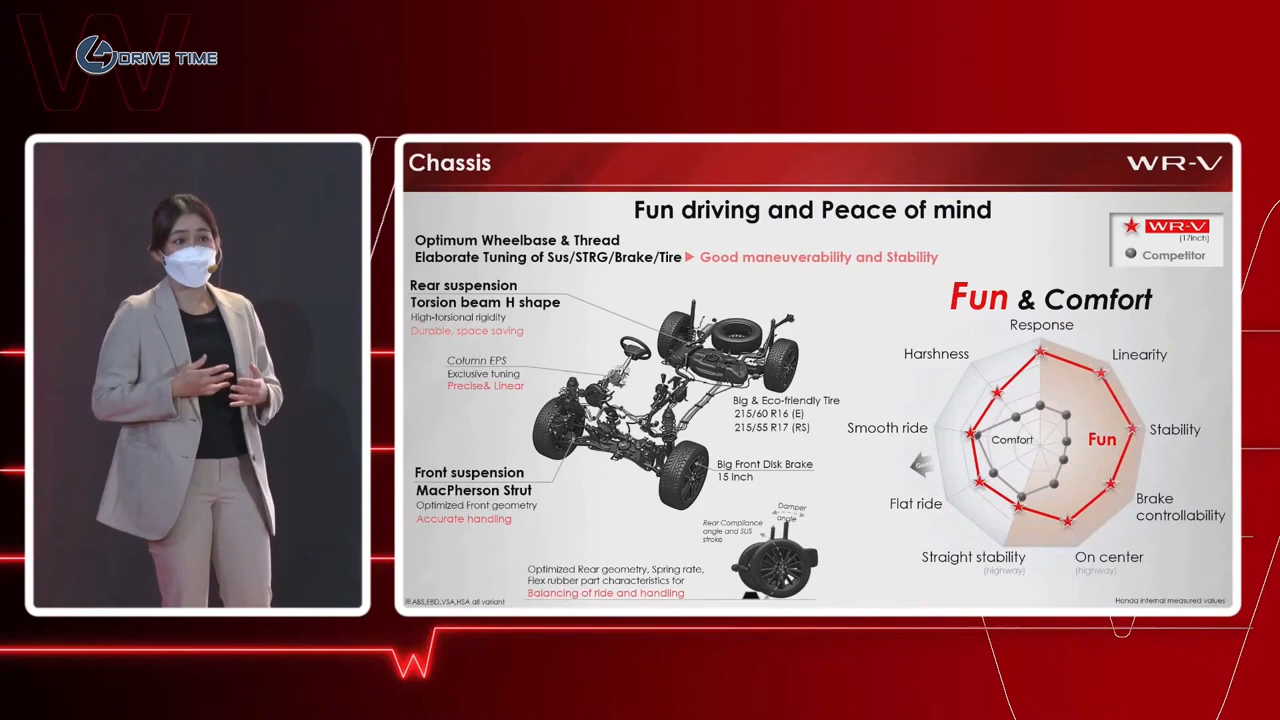 DRIVE TIME
Chassis
WR-V
Fun driving and Peace of mind
Optimum Wheelbase & Thread
Elaborate Tuning of Sus/STRG/Brake/Tire ▶ Good maneuverability and Stability
WR-V
(17inch)
Competitor
Rear suspension
Torsion beam H shape
High-torsional rigidity
Durable, space saving
Column EPS
Exclusive tuning
Precise& Linear
Big & Eco-friendly Tire
215/60 R16 (E)
215/55 R17 (RS)
Big Front Disk Brake
15 inch
Front suspension
MacPherson Strut
Optimized Front geometry
Accurate handling
Damper
angle
Rear Compliance
angle and SUS
stroke
Optimized Rear geometry, Spring rate,
Flex rubber part characteristics for
Balancing of ride and handling
※ABS,EBD,VSA,HSA all variant
Fun & Comfort
Response
Harshness
Linearity
Smooth ride
Comfort
Fun
Stability
Flat ride
Brake
controllability
Straight stability
(highway)
On center
(highway)
Honda internal measured values